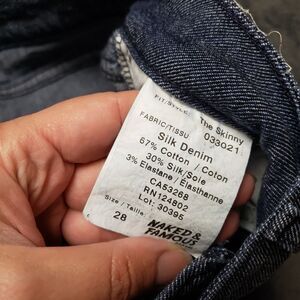 FIT/STYLE: The Skinny
033021
FABRIC/TISSU
Silk Denim
67% Cotton / Coton
30% Silk/Soie
3% Elastane / Élasthanne
CA53268
RN124802
Lot: 30395
Size / Taille
28
NAKED &
FAMOUS